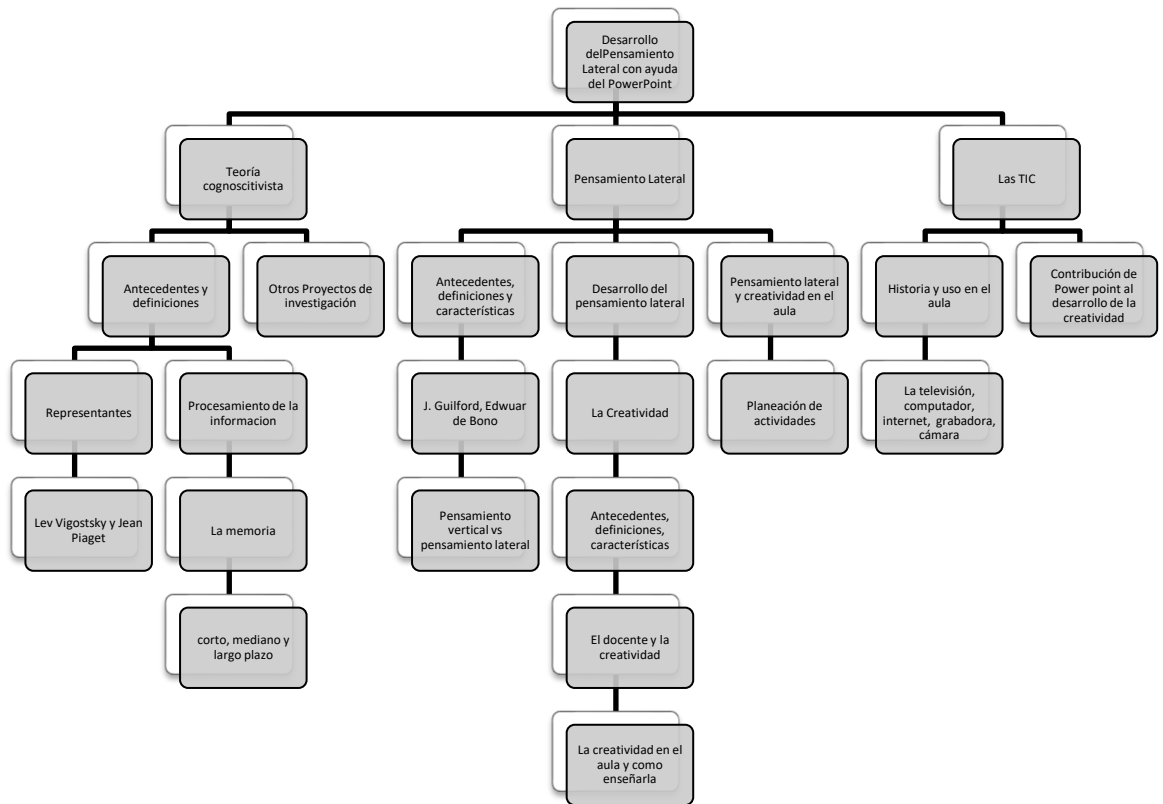 Desarrollo
delPensamiento
Lateral con ayuda
del PowerPoint
Teoría
cognoscitivista
Pensamiento Lateral
Las TIC
Antecedentes y
definiciones
Otros Proyectos de
investigación
Antecedentes,
definiciones y
características
Desarrollo del
pensamiento lateral
Pensamiento lateral
y creatividad en el
aula
Historia y uso en el
aula
Contribución de
Power point al
desarrollo de la
creatividad
Representantes
Procesamiento de la
informacion
J. Guilford, Edwuar
de Bono
La Creatividad
Planeación de
actividades
La televisión,
computador,
internet, grabadora,
cámara
Lev Vigostsky y Jean
Piaget
La memoria
Pensamiento
vertical vs
pensamiento lateral
Antecedentes,
definiciones,
características
corto, mediano y
largo plazo
El docente y la
creatividad
La creatividad en el
aula y como
enseñarla